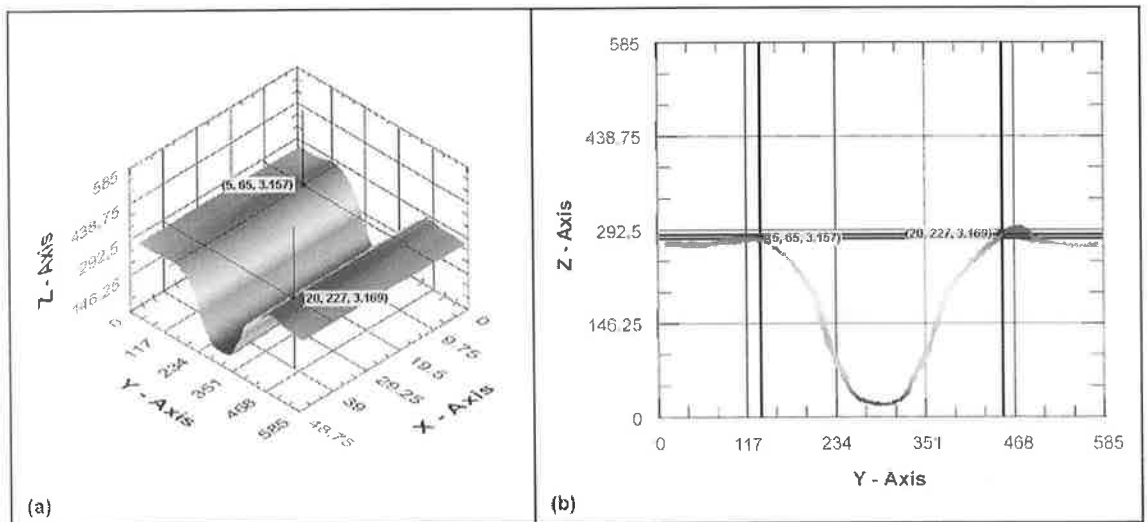 585
438.75
292.5
146.25
0
Z - Axis
(5, 65, 3.157)
(20, 227, 3.169)
117
234
351
468
585
Y - Axis
0
9.75
19.5
29.25
39
48.75
X - Axis
(a)
585
438.75
292.5
146.25
0
Z - Axis
(5, 65, 3.157)
(20, 227, 3.169)
0 117 234 351 468 585
Y - Axis
(b)